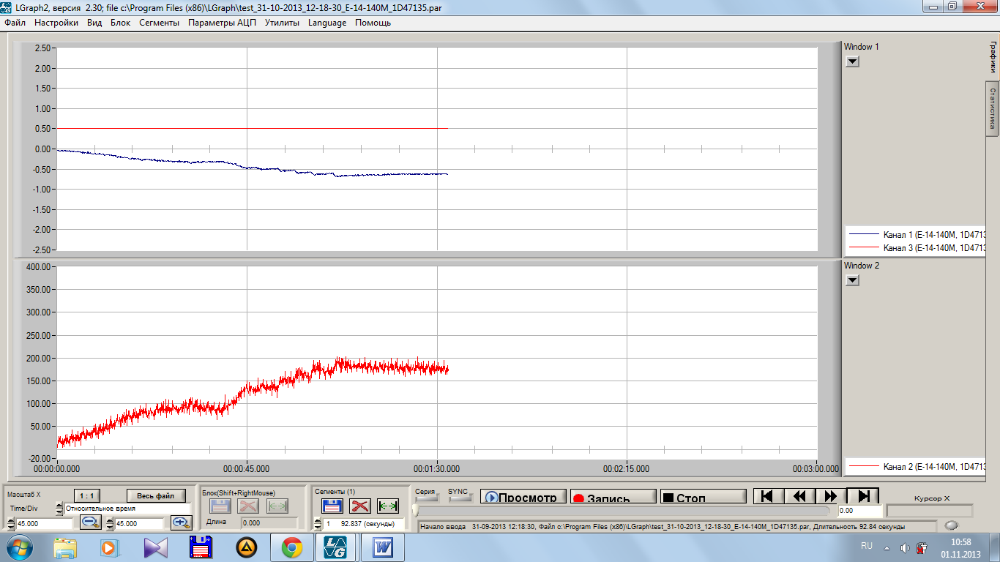 LGraph2, версия  2.30; file c:\Program Files (x86)\LGraph\test_31-10-2013_12-18-30_E-14-140M_1D47135.par
Файл Настройки Вид Блок Сегменты Параметры АЦП Утилиты Language Помощь
Window 1
Графики
Статистика
2.50
2.00
1.50
1.00
0.50
0.00
-0.50
-1.00
-1.50
-2.00
-2.50
Канал 1 (E-14-140M, 1D4713
Канал 3 (E-14-140M, 1D4713
Window 2
400.00
350.00
300.00
250.00
200.00
150.00
100.00
50.00
-20.00
Канал 2 (E-14-140M, 1D4713
00:00:00.000 00:00:45.000 00:01:30.000 00:02:15.000 00:03:00.000
Масштаб X 1 : 1 Весь файл
Time/Div Относительное время
45.000 45.000
Блок(Shift+RightMouse)
Длина 0.000
Сегменты (1)
1 92.837 (секунды)
Серия SYNC Просмотр Запись Стоп
0.00
Курсор X
Начало ввода 31-09-2013 12:18:30, Файл c:\Program Files (x86)\LGraph\test_31-10-2013_12-18-30_E-14-140M_1D47135.par, Длительность 92.84 секунды
RU
10:58
01.11.2013